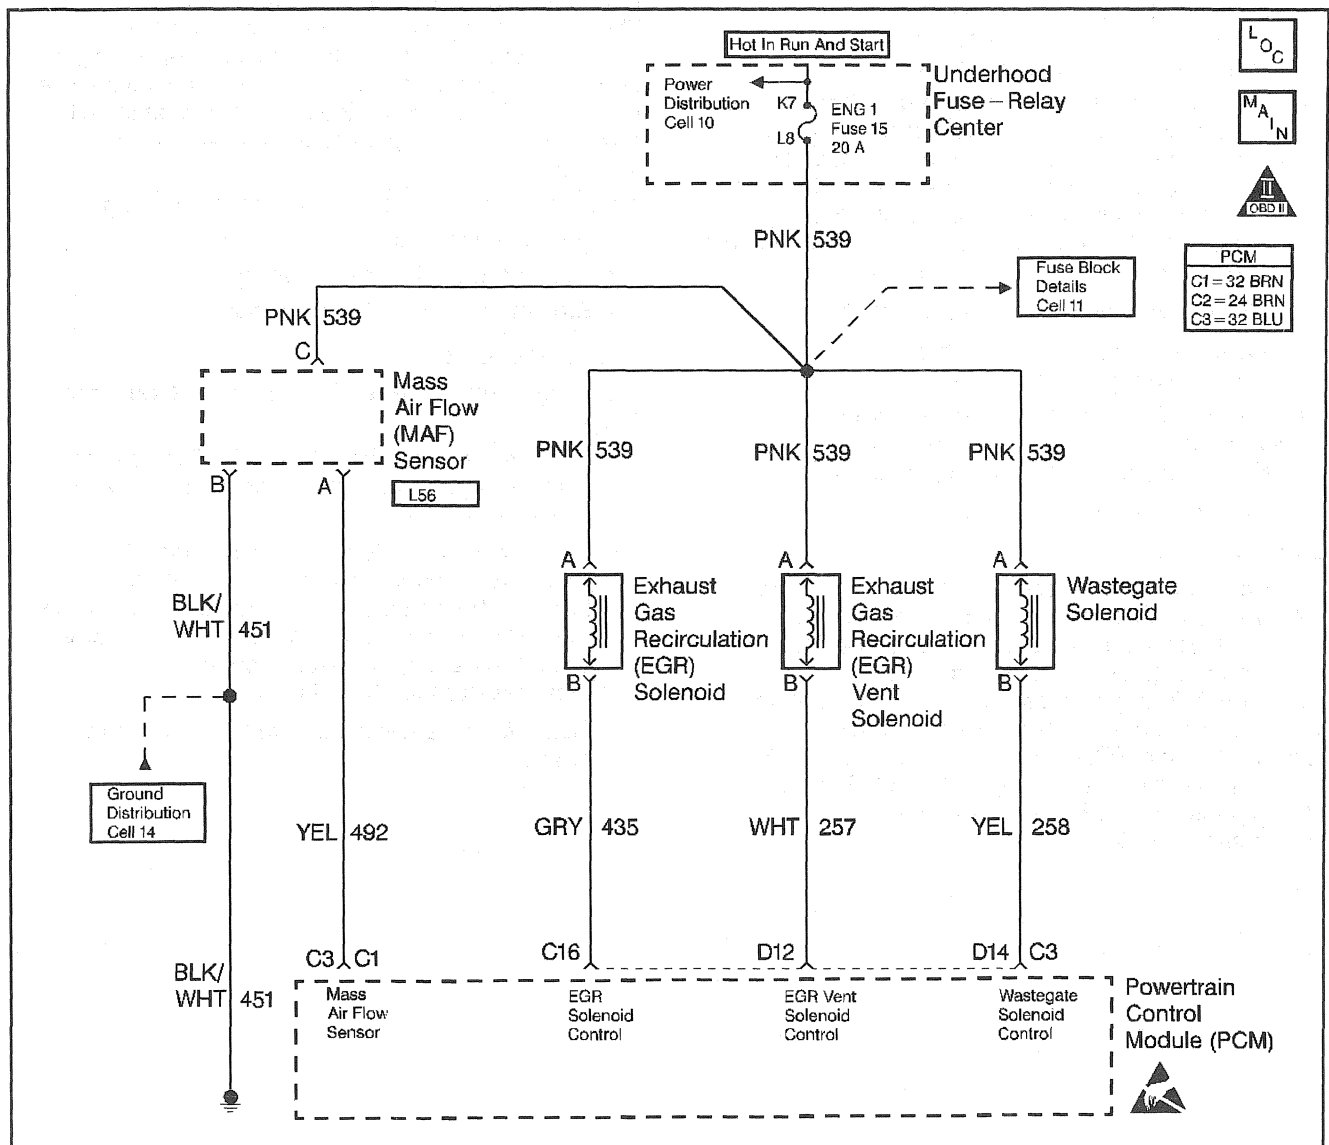 Hot In Run And Start
L
O
C
Power
Distribution
Cell 10
K7
L8
ENG 1
Fuse 15
20 A
Underhood
Fuse – Relay
Center
M
A
I
N
II
OBD II
PNK 539
PCM
C1 = 32 BRN
C2 = 24 BRN
C3 = 32 BLU
Fuse Block
Details
Cell 11
PNK 539
C
Mass
Air Flow
(MAF)
Sensor
L56
B
A
PNK 539
PNK 539
PNK 539
A
Exhaust
Gas
Recirculation
(EGR)
Solenoid
B
A
Exhaust
Gas
Recirculation
(EGR)
Vent
Solenoid
B
A
Wastegate
Solenoid
B
BLK/
WHT 451
Ground
Distribution
Cell 14
YEL 492
GRY 435
WHT 257
YEL 258
BLK/
WHT 451
C3 C1
C16
D12
D14 C3
Mass
Air Flow
Sensor
EGR
Solenoid
Control
EGR Vent
Solenoid
Control
Wastegate
Solenoid
Control
Powertrain
Control
Module (PCM)